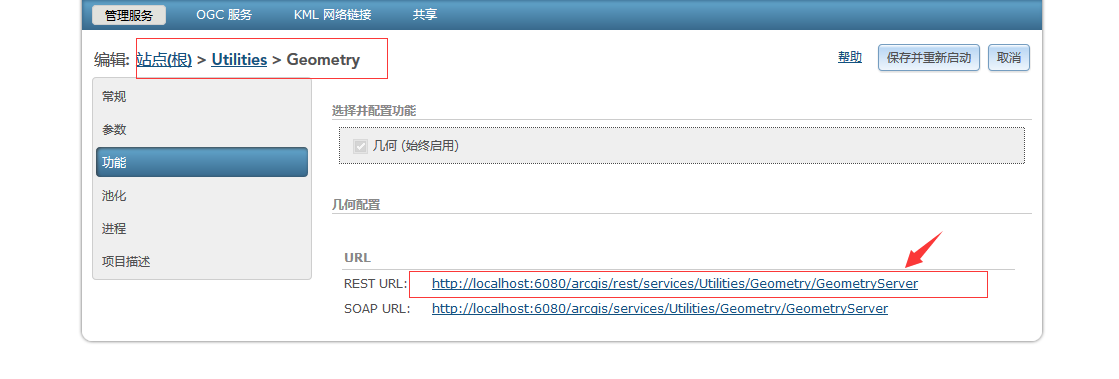 管理服务 OGC 服务 KML 网络链接 共享
编辑: 站点(根) > Utilities > Geometry 帮助 保存并重新启动 取消
常规
参数
功能
池化
进程
项目描述
选择并配置功能
几何 (始终启用)
几何配置
URL
REST URL: http://localhost:6080/arcgis/rest/services/Utilities/Geometry/GeometryServer
SOAP URL: http://localhost:6080/arcgis/services/Utilities/Geometry/GeometryServer